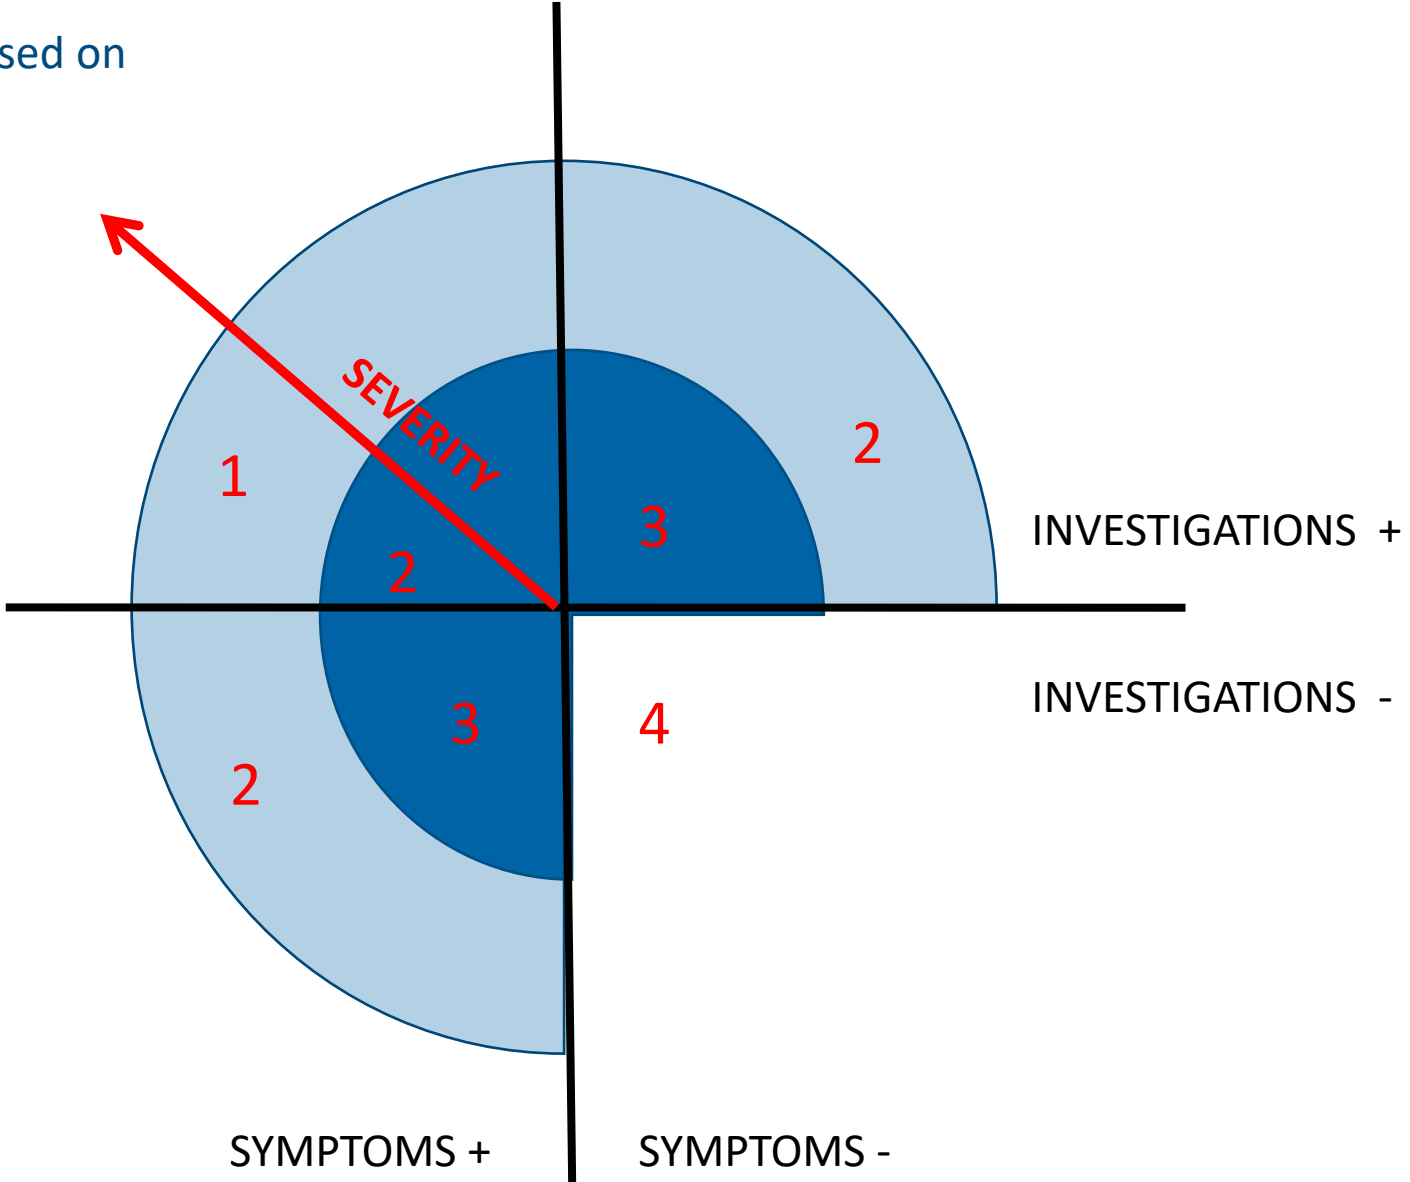 sed on
SEVERITY
1
2
2
3
INVESTIGATIONS +
INVESTIGATIONS -
3
4
2
SYMPTOMS +
SYMPTOMS -